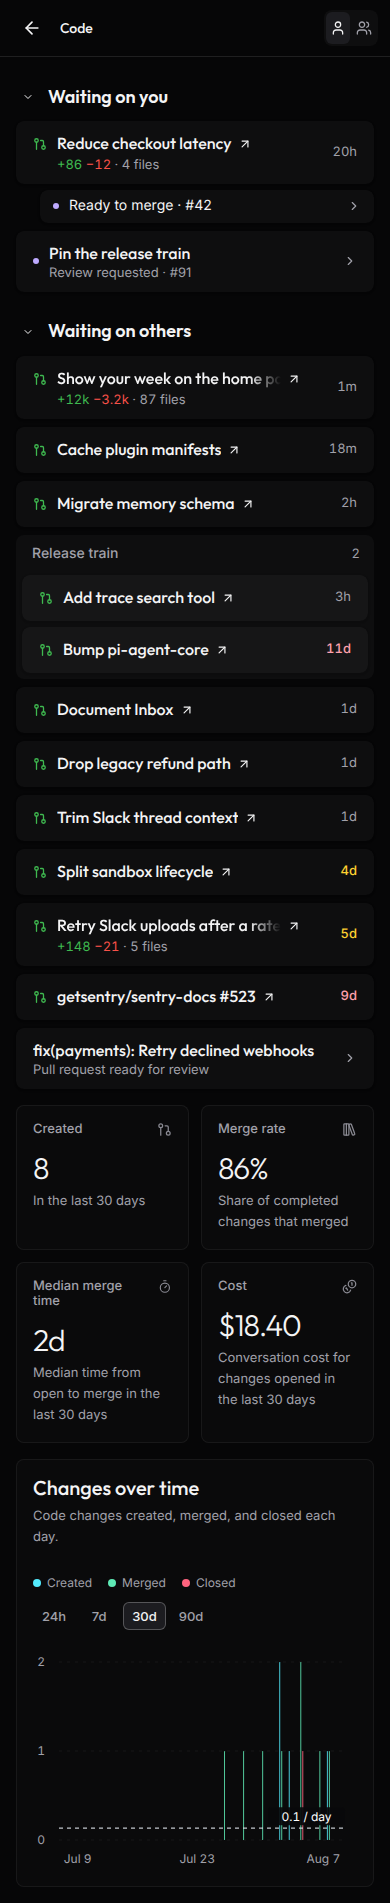 Code
Waiting on you
Reduce checkout latency
20h
+86 −12 · 4 files
Ready to merge · #42
Pin the release train
Review requested · #91
Waiting on others
Show your week on the home
1m
+12k −3.2k · 87 files
Cache plugin manifests
18m
Migrate memory schema
2h
Release train
2
Add trace search tool
3h
Bump pi-agent-core
11d
Document Inbox
1d
Drop legacy refund path
1d
Trim Slack thread context
1d
Split sandbox lifecycle
4d
Retry Slack uploads after a rate
5d
+148 −21 · 5 files
getsentry/sentry-docs #523
9d
fix(payments): Retry declined webhooks
Pull request ready for review
Created
8
In the last 30 days
Merge rate
86%
Share of completed
changes that merged
Median merge
time
2d
Median time from
open to merge in the
last 30 days
Cost
$18.40
Conversation cost for
changes opened in
the last 30 days
Changes over time
Code changes created, merged, and closed each
day.
Created Merged Closed
24h 7d 30d 90d
2
1
0.1 / day
0
Jul 9 Jul 23 Aug 7